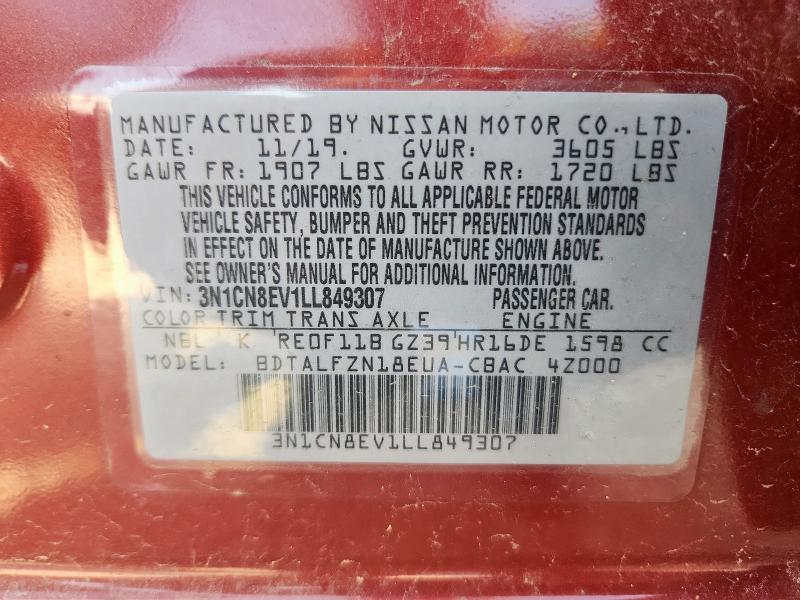 MANUFACTURED BY NISSAN MOTOR CO., LTD.
DATE: 11/19. GVWR: 3605 LBS
GAWR FR: 1907 LBS GAWR RR: 1720 LBS
THIS VEHICLE CONFORMS TO ALL APPLICABLE FEDERAL MOTOR
VEHICLE SAFETY, BUMPER AND THEFT PREVENTION STANDARDS
IN EFFECT ON THE DATE OF MANUFACTURE SHOWN ABOVE.
SEE OWNER'S MANUAL FOR ADDITIONAL INFORMATION.
VIN: 3N1CN8EV1LL849307 PASSENGER CAR.
COLOR TRIM TRANS AXLE ENGINE
NBL K RE0F11B GZ39 HR16DE 1598 CC
MODEL: BDTALFZN18EUA-CBAC 4Z000
3N1CN8EV1LL849307